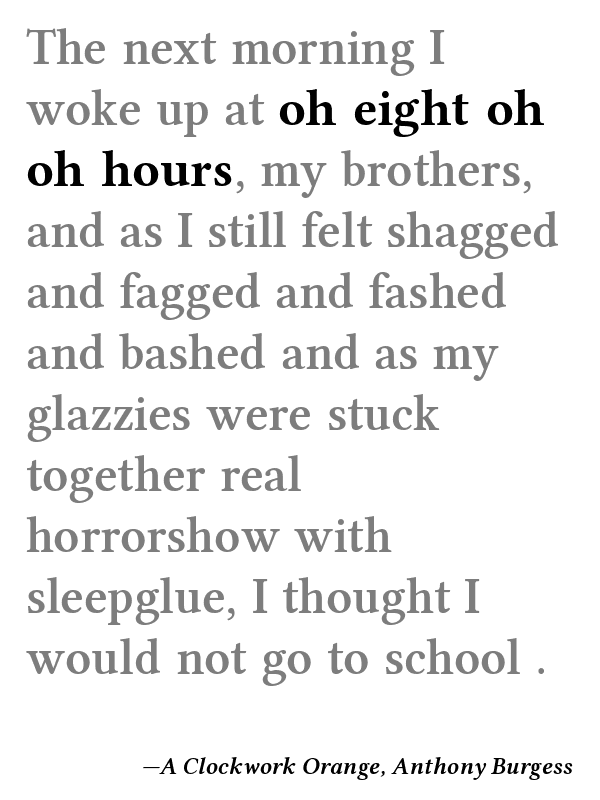 The next morning I
woke up at oh eight oh
oh hours, my brothers,
and as I still felt shagged
and fagged and fashed
and bashed and as my
glazzies were stuck
together real
horrorshow with
sleepglue, I thought I
would not go to school .
—A Clockwork Orange, Anthony Burgess